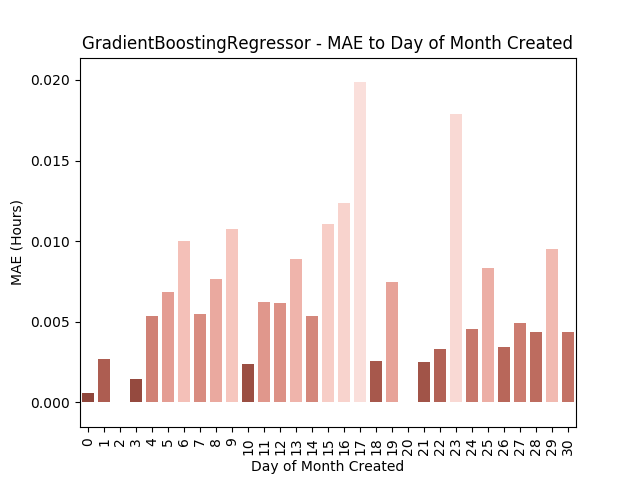 GradientBoostingRegressor - MAE to Day of Month Created
MAE (Hours)
0.020
0.015
0.010
0.005
0.000
0 1 2 3 4 5 6 7 8 9 10 11 12 13 14 15 16 17 18 19 20 21 22 23 24 25 26 27 28 29 30
Day of Month Created